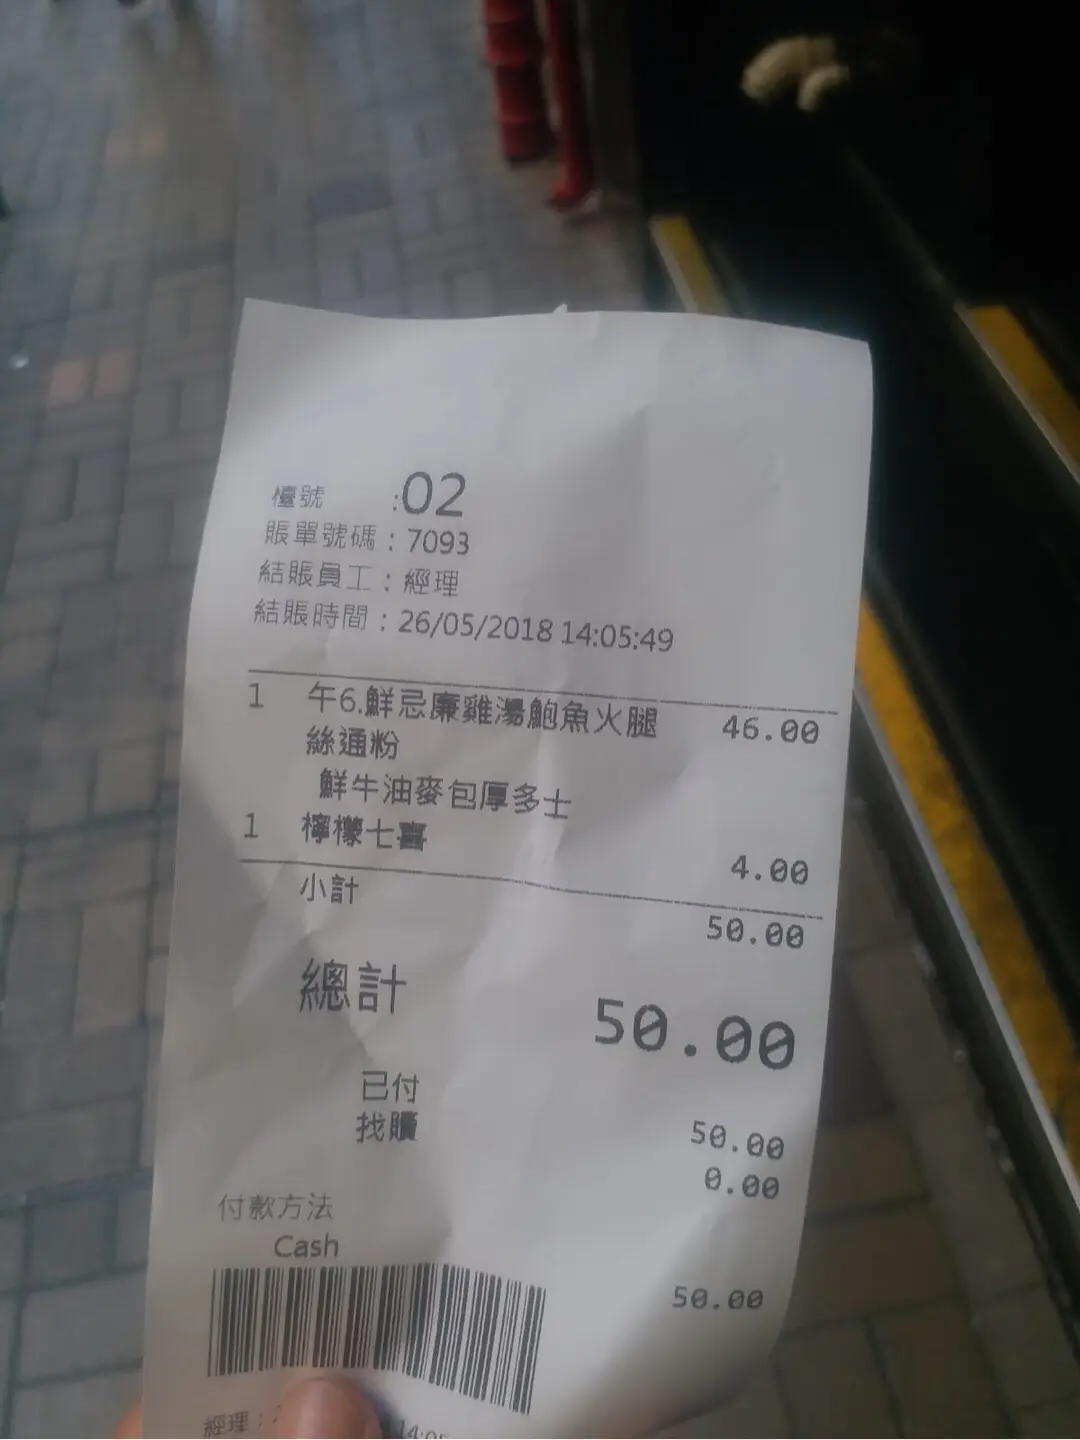 檯號 :02
賬單號碼：7093
結賬員工：經理
結賬時間：26/05/2018 14:05:49
1 午6.鮮忌廉雞湯鮑魚火腿 46.00
絲通粉
鮮牛油麥包厚多士
1 檸檬七喜 4.00
小計 50.00
總計 50.00
已付 50.00
找贖 0.00
付款方法
Cash 50.00
經理：